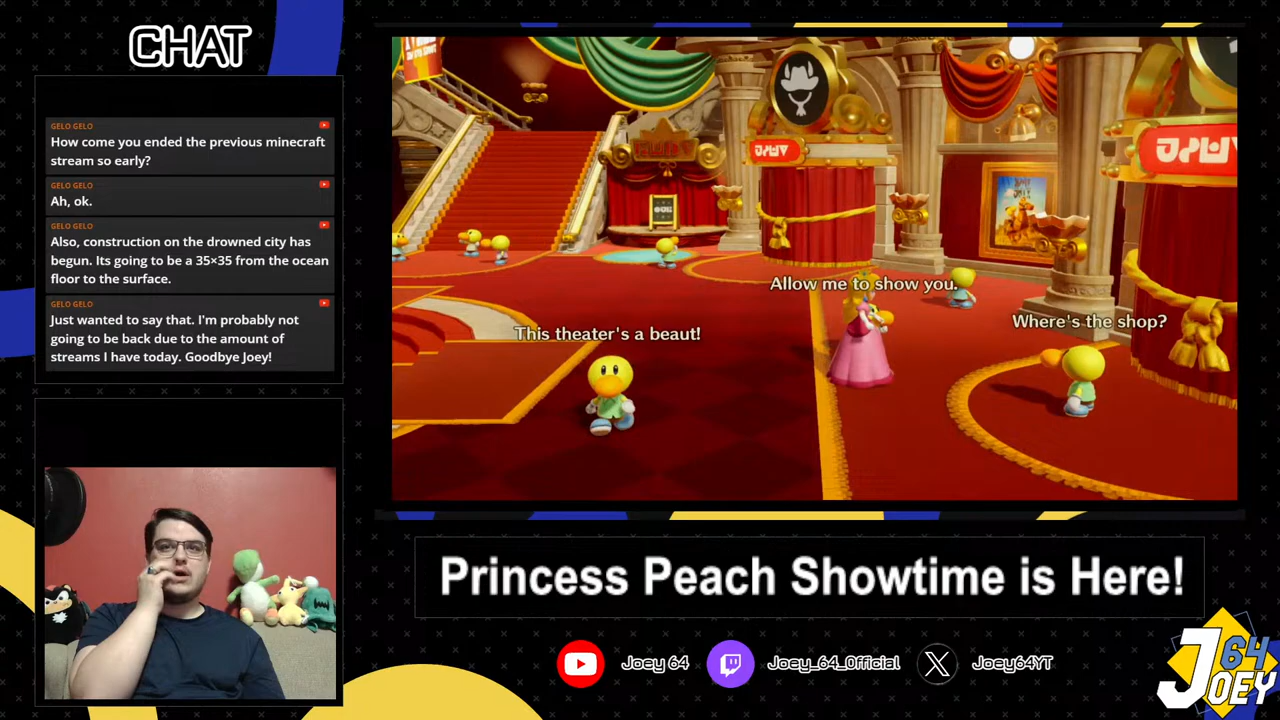 CHAT
GELO GELO
How come you ended the previous minecraft
stream so early?
GELO GELO
Ah, ok.
GELO GELO
Also, construction on the drowned city has
begun. Its going to be a 35×35 from the ocean
floor to the surface.
GELO GELO
Just wanted to say that. I'm probably not
going to be back due to the amount of
streams I have today. Goodbye Joey!
Allow me to show you.
Where's the shop?
This theater's a beaut!
Princess Peach Showtime is Here!
Joey 64
Joey_64_Official
Joey64YT
64
JOEY